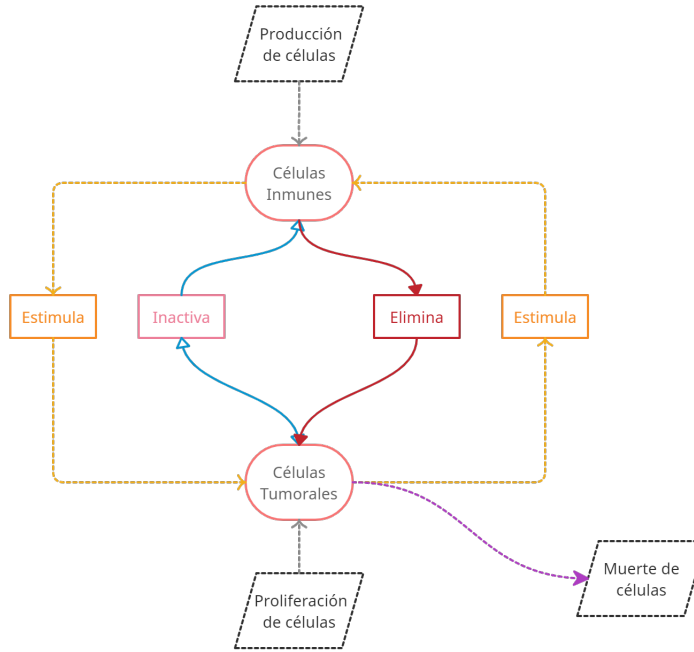 Producción
de células
Células
Inmunes
Estimula
Inactiva
Elimina
Estimula
Células
Tumorales
Muerte de
células
Proliferación
de células